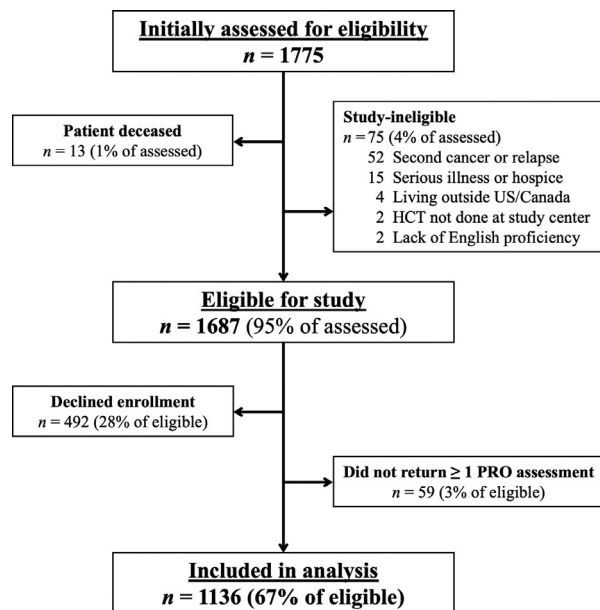 Initially assessed for eligibility
n = 1775
Patient deceased
n = 13 (1% of assessed)
Study-ineligible
n = 75 (4% of assessed)
52 Second cancer or relapse
15 Serious illness or hospice
4 Living outside US/Canada
2 HCT not done at study center
2 Lack of English proficiency
Eligible for study
n = 1687 (95% of assessed)
Declined enrollment
n = 492 (28% of eligible)
Did not return ≥ 1 PRO assessment
n = 59 (3% of eligible)
Included in analysis
n = 1136 (67% of eligible)